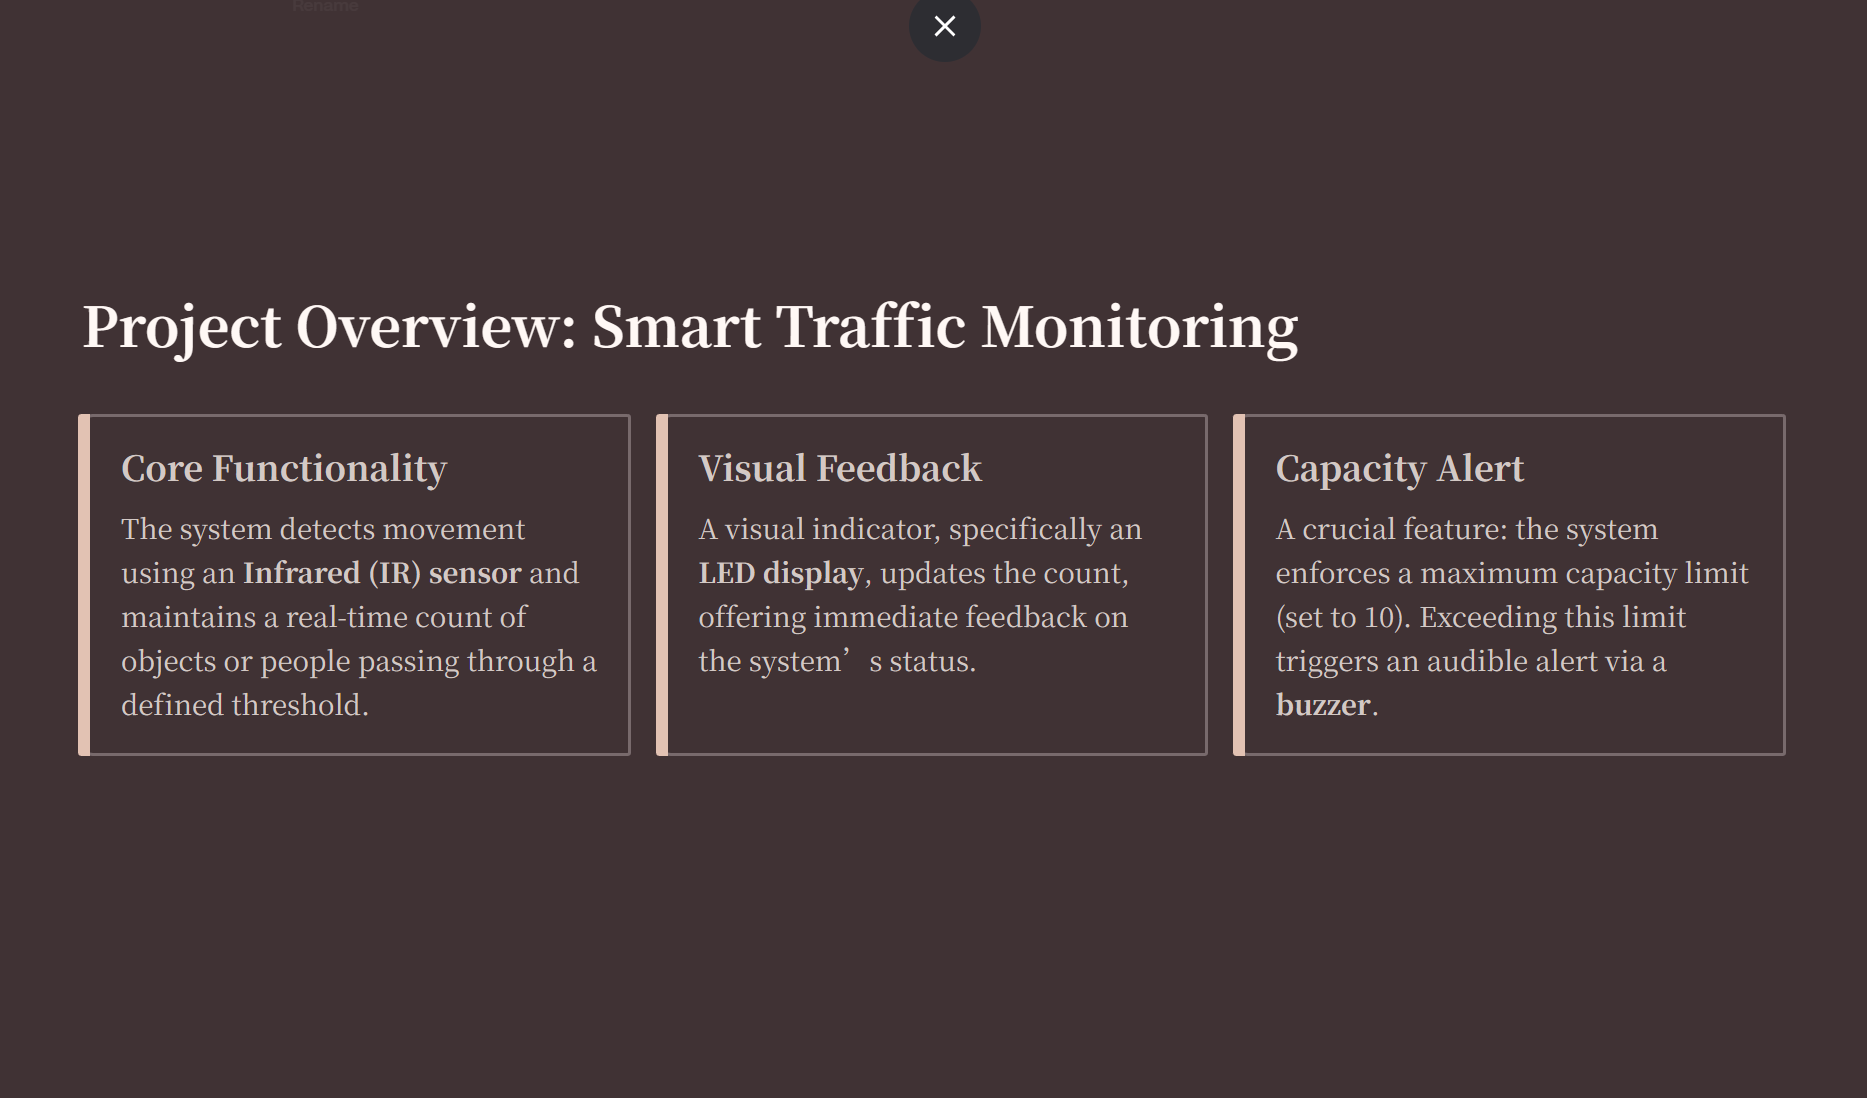 Rename
Project Overview: Smart Traffic Monitoring
Core Functionality
The system detects movement
using an Infrared (IR) sensor and
maintains a real-time count of
objects or people passing through a
defined threshold.
Visual Feedback
A visual indicator, specifically an
LED display, updates the count,
offering immediate feedback on
the system’s status.
Capacity Alert
A crucial feature: the system
enforces a maximum capacity limit
(set to 10). Exceeding this limit
triggers an audible alert via a
buzzer.